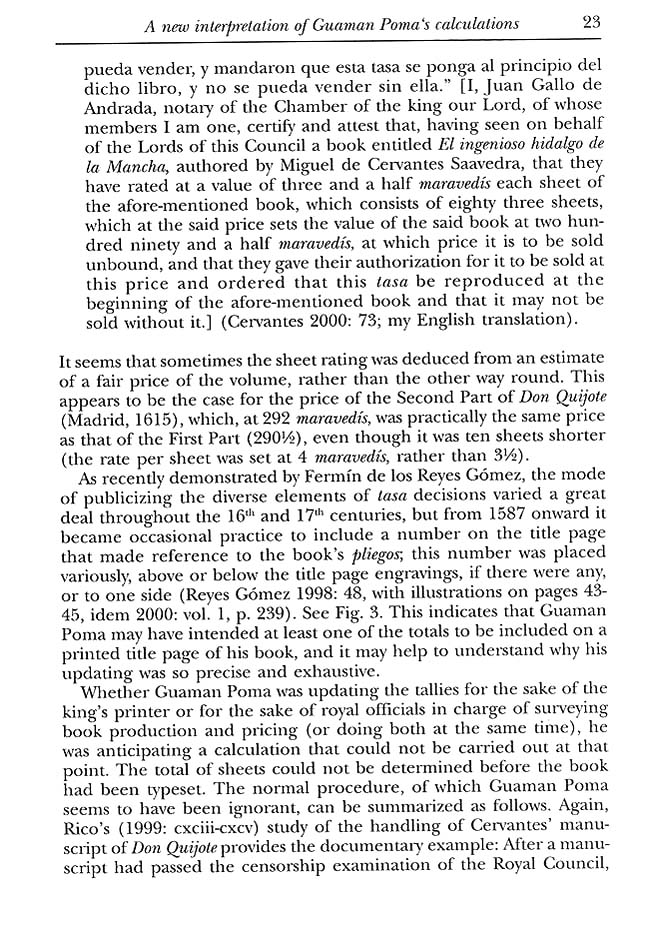 A new interpretation of Guaman Poma's calculations 23
pueda vender, y mandaron que esta tasa se ponga al principio del
dicho libro, y no se pueda vender sin ella.” [I, Juan Gallo de
Andrada, notary of the Chamber of the king our Lord, of whose
members I am one, certify and attest that, having seen on behalf
of the Lords of this Council a book entitled El ingenioso hidalgo de
la Mancha, authored by Miguel de Cervantes Saavedra, that they
have rated at a value of three and a half maravedís each sheet of
the afore-mentioned book, which consists of eighty three sheets,
which at the said price sets the value of the said book at two hun-
dred ninety and a half maravedís, at which price it is to be sold
unbound, and that they gave their authorization for it to be sold at
this price and ordered that this tasa be reproduced at the
beginning of the afore-mentioned book and that it may not be
sold without it.] (Cervantes 2000: 73; my English translation).
It seems that sometimes the sheet rating was deduced from an estimate
of a fair price of the volume, rather than the other way round. This
appears to be the case for the price of the Second Part of Don Quijote
(Madrid, 1615), which, at 292 maravedís, was practically the same price
as that of the First Part (290½), even though it was ten sheets shorter
(the rate per sheet was set at 4 maravedís, rather than 3½).
As recently demonstrated by Fermín de los Reyes Gómez, the mode
of publicizing the diverse elements of tasa decisions varied a great
deal throughout the 16th and 17th centuries, but from 1587 onward it
became occasional practice to include a number on the title page
that made reference to the book's pliegos; this number was placed
variously, above or below the title page engravings, if there were any,
or to one side (Reyes Gómez 1998: 48, with illustrations on pages 43-
45, idem 2000: vol. 1, p. 239). See Fig. 3. This indicates that Guaman
Poma may have intended at least one of the totals to be included on a
printed title page of his book, and it may help to understand why his
updating was so precise and exhaustive.
Whether Guaman Poma was updating the tallies for the sake of the
king's printer or for the sake of royal officials in charge of surveying
book production and pricing (or doing both at the same time), he
was anticipating a calculation that could not be carried out at that
point. The total of sheets could not be determined before the book
had been typeset. The normal procedure, of which Guaman Poma
seems to have been ignorant, can be summarized as follows. Again,
Rico's (1999: cxciii-cxcv) study of the handling of Cervantes' manu-
script of Don Quijote provides the documentary example: After a manu-
script had passed the censorship examination of the Royal Council,